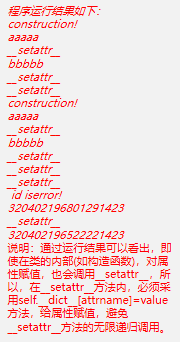 程序运行结果如下:
construction!
aaaaa
__setattr__
bbbbb
__setattr__
__setattr__
construction!
aaaaa
__setattr__
bbbbb
__setattr__
__setattr__
__setattr__
id iserror!
320402196801291423
__setattr__
320402196522221423
说明：通过运行结果可以看出，即
使在类的内部(如构造函数)，对属
性赋值，也会调用__setattr__，所
以，在__setattr__方法内，必须采
用self.__dict__[attrname]=value
方法，给属性赋值，避免
__setattr__方法的无限递归调用。